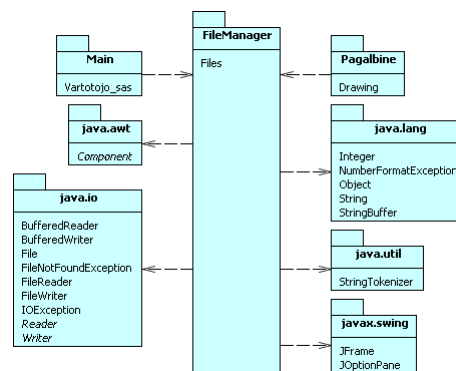 FileManager
Files
Main
Vartotojo_sas
Pagalbine
Drawing
java.awt
Component
java.lang
Integer
NumberFormatException
Object
String
StringBuffer
java.io
BufferedReader
BufferedWriter
File
FileNotFoundException
FileReader
FileWriter
IOException
Reader
Writer
java.util
StringTokenizer
javax.swing
JFrame
JOptionPane